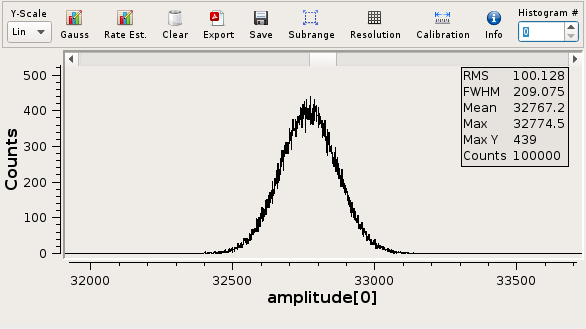 Y-Scale
Histogram #
Lin
0
Gauss
Rate Est.
Clear
Export
Save
Subrange
Resolution
Calibration
Info
RMS 100.128
FWHM 209.075
Mean 32767.2
Max 32774.5
Max Y 439
Counts 100000
500
400
300
200
100
0
Counts
32000
32500
33000
33500
amplitude[0]